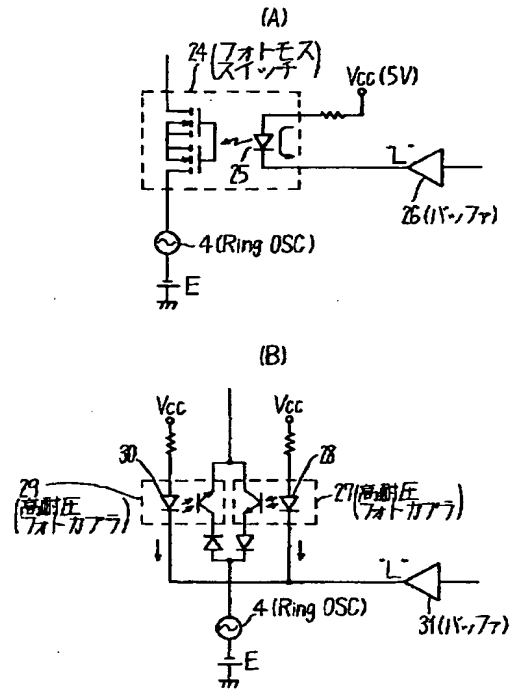 (A)
24(フォトモス
スイッチ)
Vcc(5V)
25
"L"
26(バッファ)
4(Ring OSC)
E
(B)
Vcc
Vcc
30
28
29
(高耐圧
フォトカプラ)
27(高耐圧
フォトカプラ)
"L"
4(Ring OSC)
31(バッファ)
E